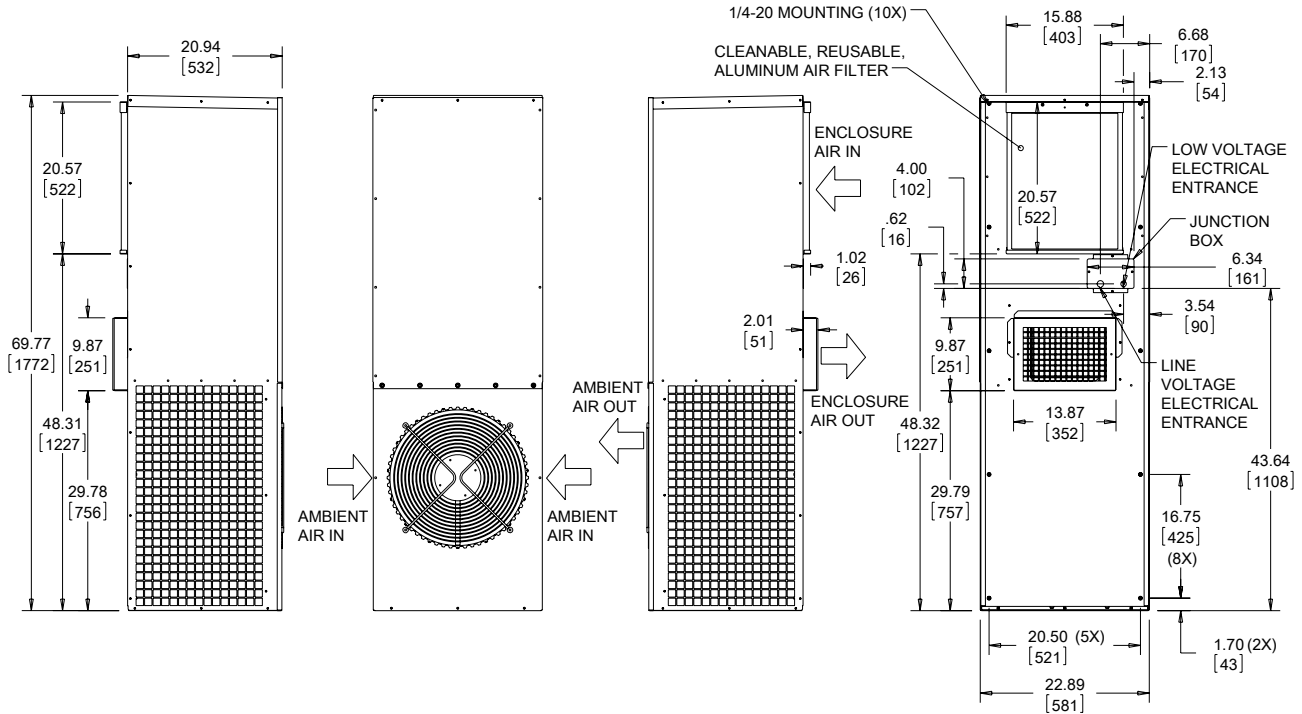 20.94
[532]
20.57
[522]
69.77
[1772]
9.87
[251]
48.31
[1227]
29.78
[756]
AMBIENT
AIR IN
AMBIENT
AIR IN
AMBIENT
AIR OUT
ENCLOSURE
AIR IN
1.02
[26]
2.01
[51]
ENCLOSURE
AIR OUT
1/4-20 MOUNTING (10X)
CLEANABLE, REUSABLE,
ALUMINUM AIR FILTER
15.88
[403]
6.68
[170]
2.13
[54]
4.00
[102]
20.57
[522]
.62
[16]
LOW VOLTAGE
ELECTRICAL
ENTRANCE
JUNCTION
BOX
6.34
[161]
3.54
[90]
9.87
[251]
13.87
[352]
LINE
VOLTAGE
ELECTRICAL
ENTRANCE
48.32
[1227]
43.64
[1108]
29.79
[757]
16.75
[425]
(8X)
20.50 (5X)
[521]
1.70 (2X)
[43]
22.89
[581]